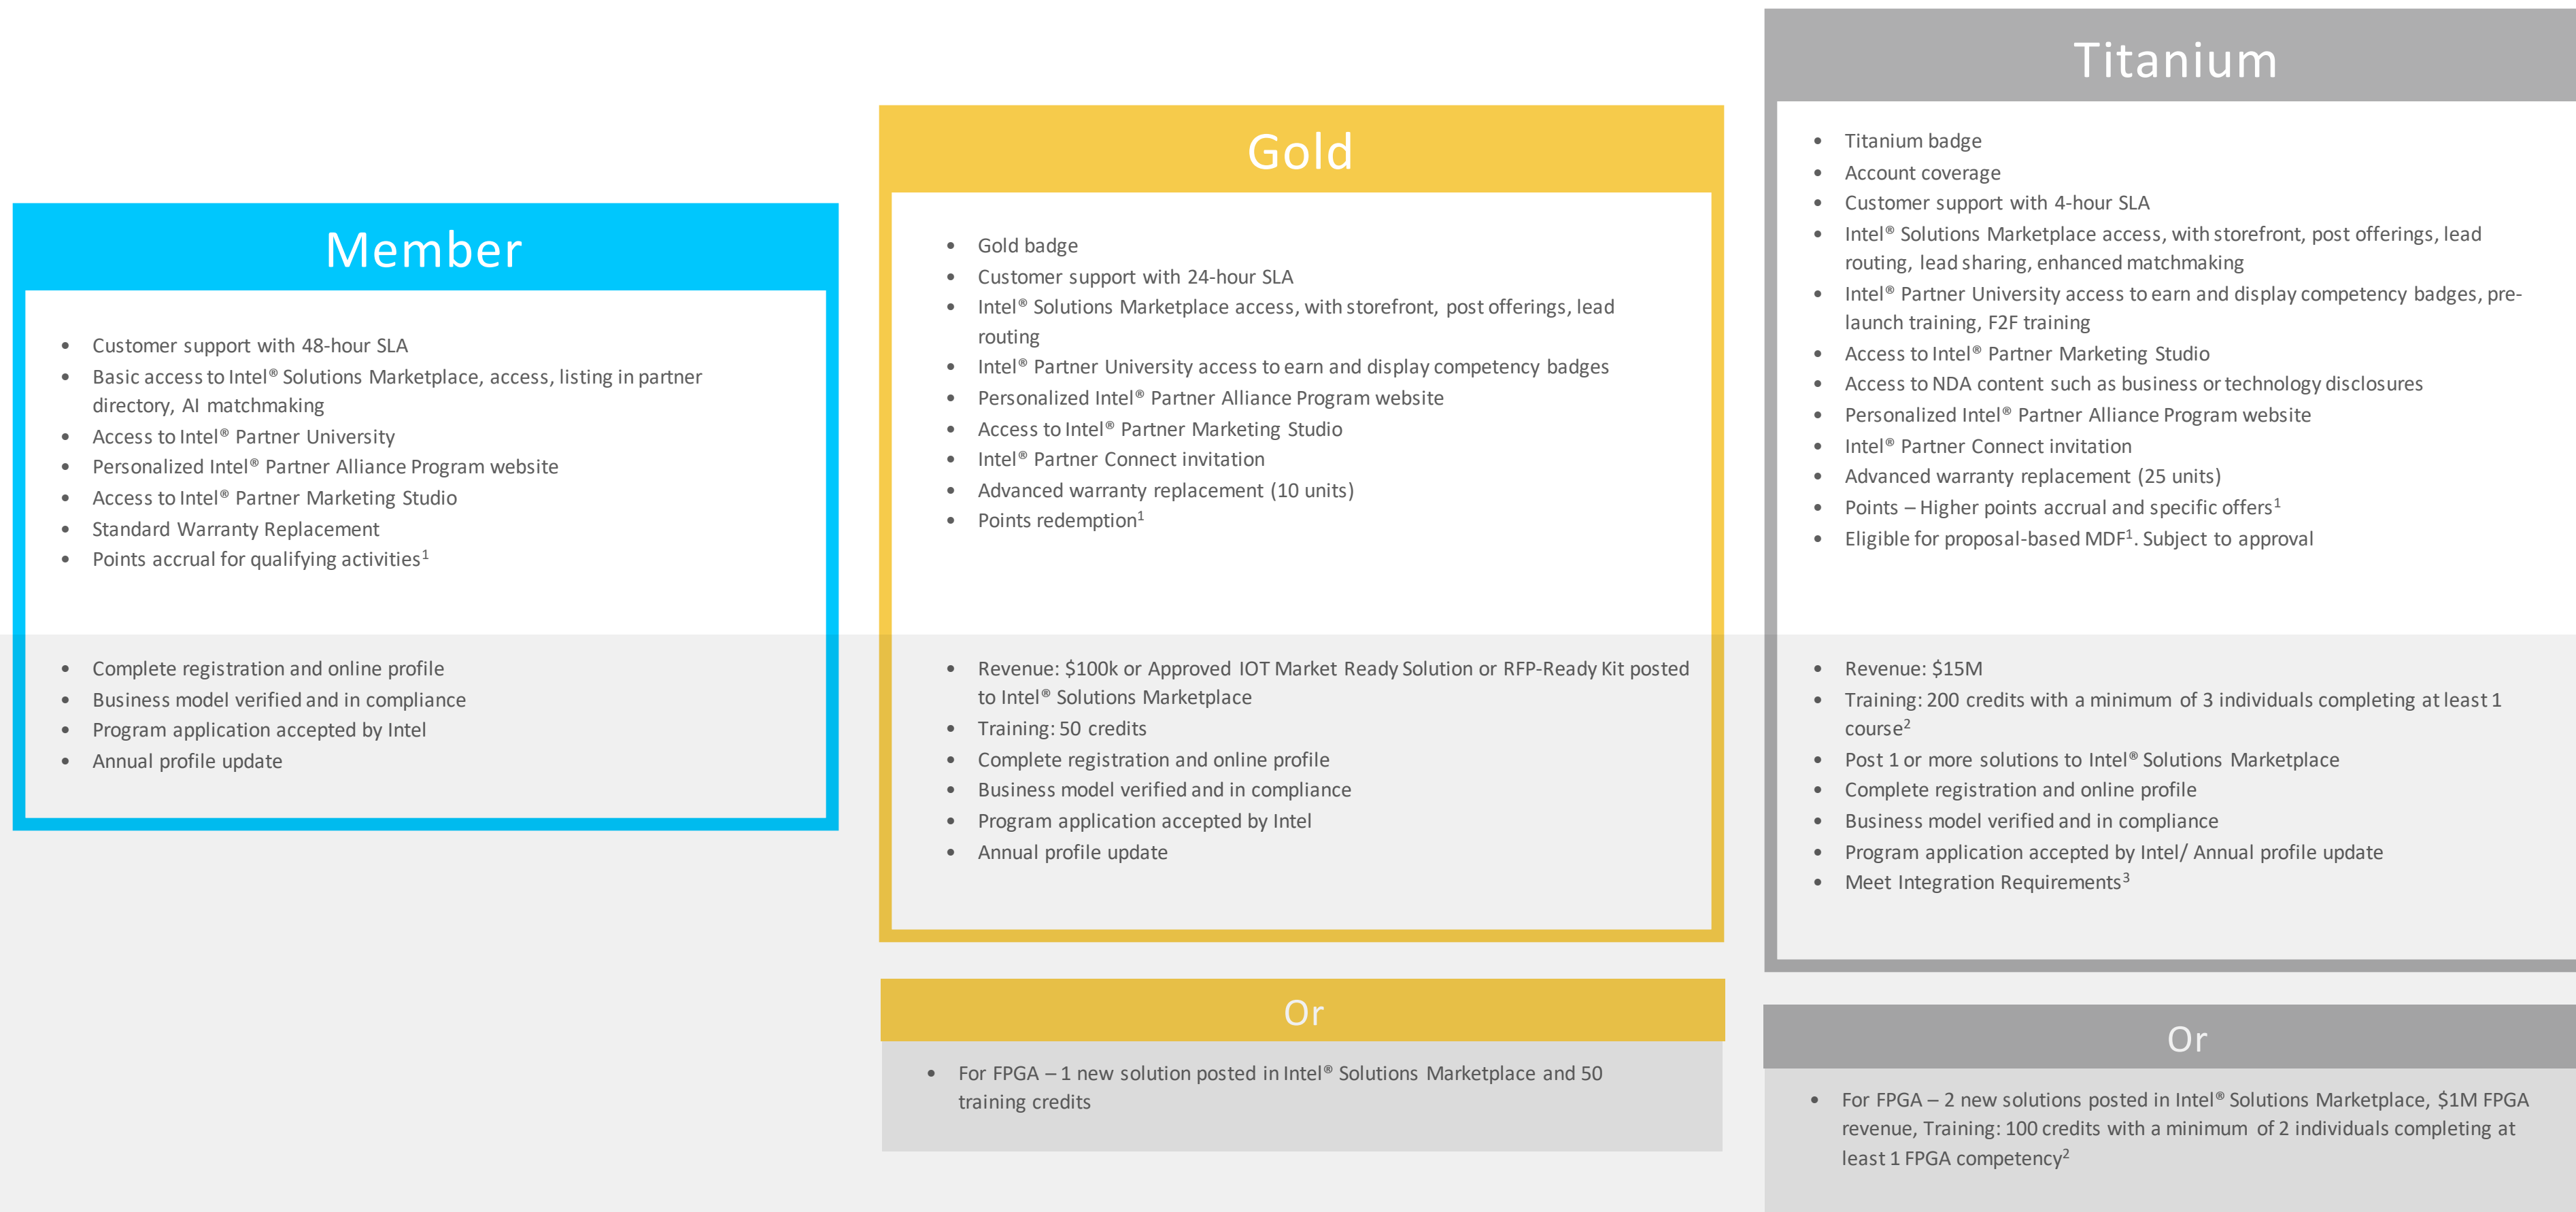 Member
• Customer support with 48-hour SLA
• Basic access to Intel® Solutions Marketplace, access, listing in partner
directory, AI matchmaking
• Access to Intel® Partner University
• Personalized Intel® Partner Alliance Program website
• Access to Intel® Partner Marketing Studio
• Standard Warranty Replacement
• Points accrual for qualifying activities¹
• Complete registration and online profile
• Business model verified and in compliance
• Program application accepted by Intel
• Annual profile update
Gold
• Gold badge
• Customer support with 24-hour SLA
• Intel® Solutions Marketplace access, with storefront, post offerings, lead
routing
• Intel® Partner University access to earn and display competency badges
• Personalized Intel® Partner Alliance Program website
• Access to Intel® Partner Marketing Studio
• Intel® Partner Connect invitation
• Advanced warranty replacement (10 units)
• Points redemption¹
• Revenue: $100k or Approved IOT Market Ready Solution or RFP-Ready Kit posted
to Intel® Solutions Marketplace
• Training: 50 credits
• Complete registration and online profile
• Business model verified and in compliance
• Program application accepted by Intel
• Annual profile update
Or
• For FPGA – 1 new solution posted in Intel® Solutions Marketplace and 50
training credits
Titanium
• Titanium badge
• Account coverage
• Customer support with 4-hour SLA
• Intel® Solutions Marketplace access, with storefront, post offerings, lead
routing, lead sharing, enhanced matchmaking
• Intel® Partner University access to earn and display competency badges, pre-
launch training, F2F training
• Access to Intel® Partner Marketing Studio
• Access to NDA content such as business or technology disclosures
• Personalized Intel® Partner Alliance Program website
• Intel® Partner Connect invitation
• Advanced warranty replacement (25 units)
• Points – Higher points accrual and specific offers¹
• Eligible for proposal-based MDF¹. Subject to approval
• Revenue: $15M
• Training: 200 credits with a minimum of 3 individuals completing at least 1
course²
• Post 1 or more solutions to Intel® Solutions Marketplace
• Complete registration and online profile
• Business model verified and in compliance
• Program application accepted by Intel/ Annual profile update
• Meet Integration Requirements³
Or
• For FPGA – 2 new solutions posted in Intel® Solutions Marketplace, $1M FPGA
revenue, Training: 100 credits with a minimum of 2 individuals completing at
least 1 FPGA competency²